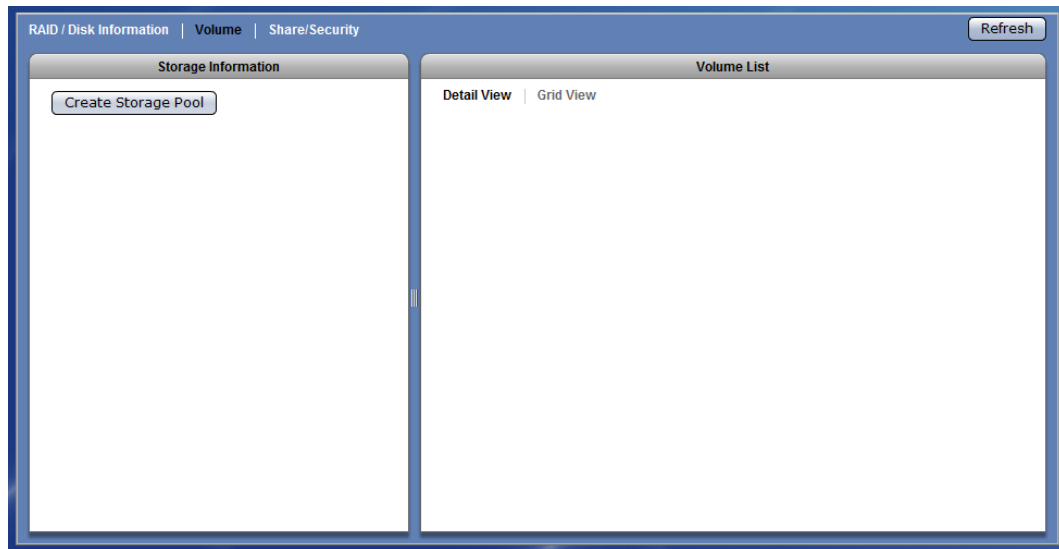 RAID / Disk Information | Volume | Share/Security
Refresh
Storage Information
Create Storage Pool
Volume List
Detail View | Grid View